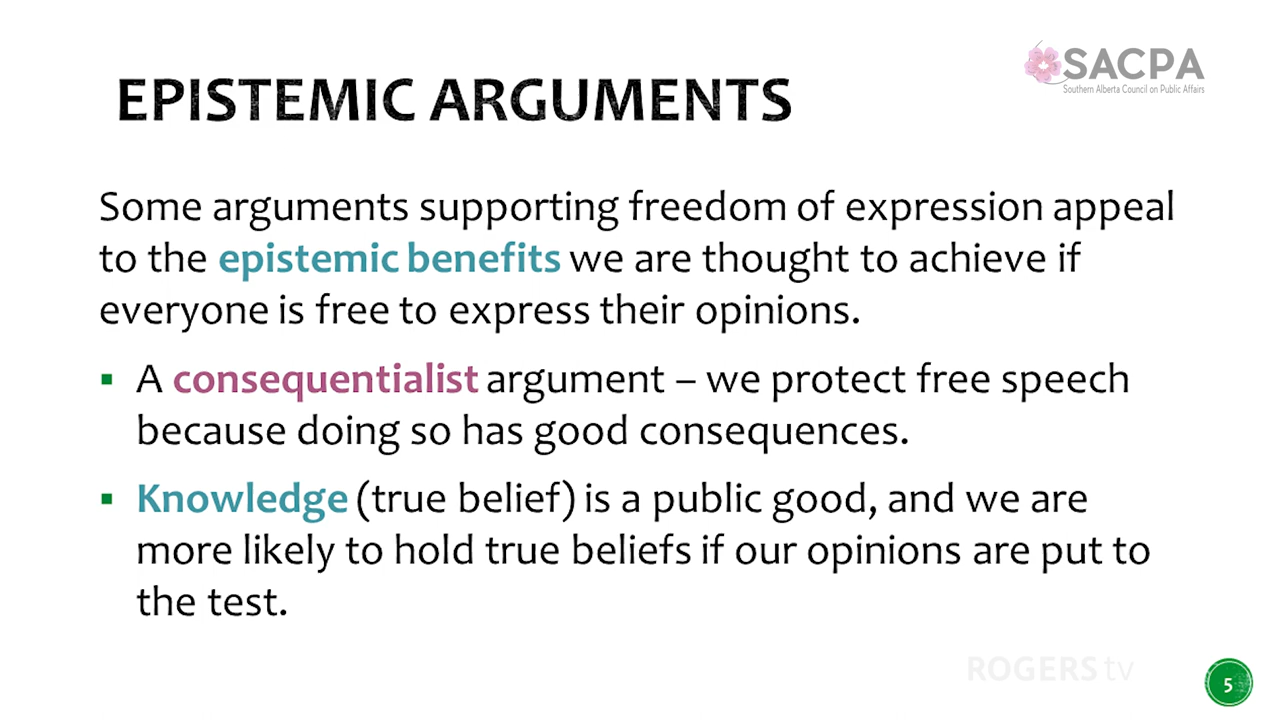 SACPA
Southern Alberta Council on Public Affairs
EPISTEMIC ARGUMENTS
Some arguments supporting freedom of expression appeal
to the epistemic benefits we are thought to achieve if
everyone is free to express their opinions.
▪ A consequentialist argument – we protect free speech
because doing so has good consequences.
▪ Knowledge (true belief) is a public good, and we are
more likely to hold true beliefs if our opinions are put to
the test.
ROGERS tv
5